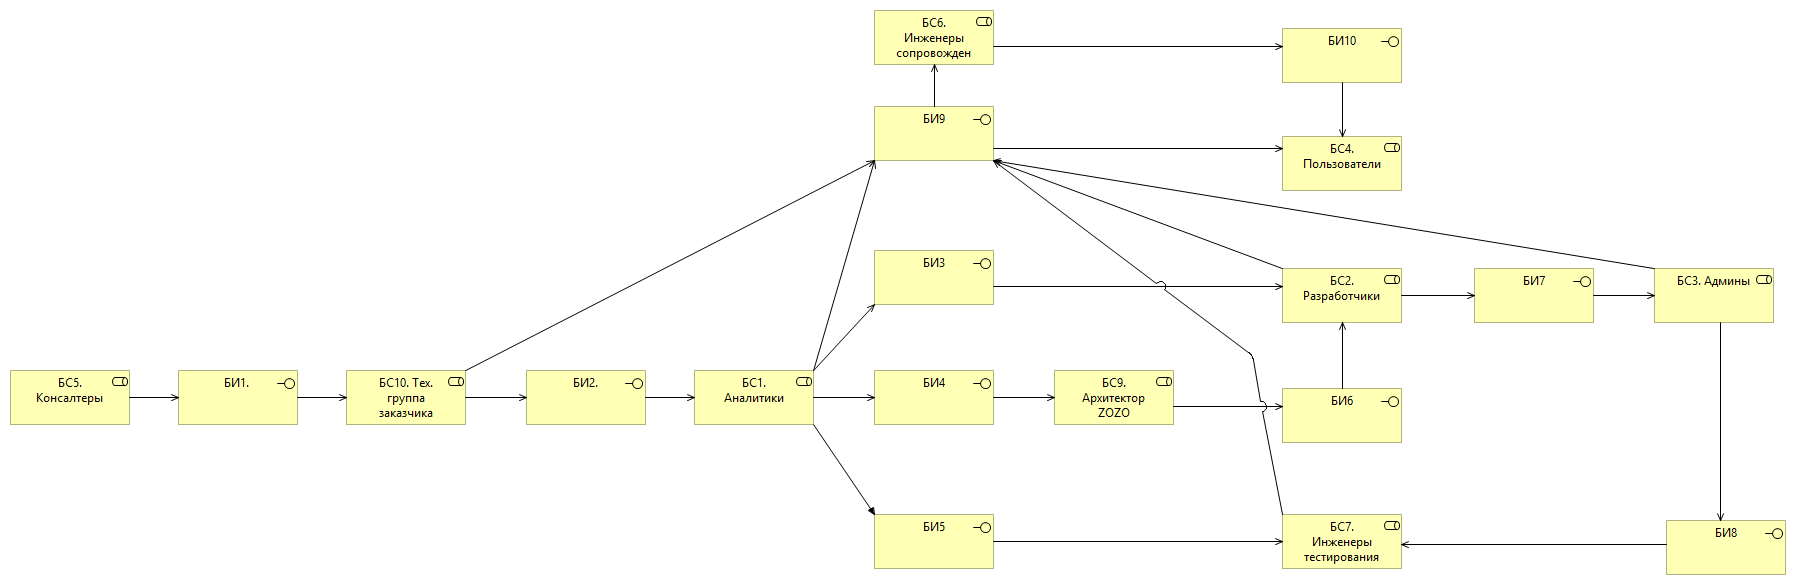 БС6.
Инженеры
сопровожден
БИ10
БИ9
БС4.
Пользователи
БИ3
БС2.
Разработчики
БИ7
БС3. Админы
БС5.
Консалтеры
БИ1.
БС10. Тех.
группа
заказчика
БИ2.
БС1.
Аналитики
БИ4
БС9.
Архитектор
ZOZO
БИ6
БИ5
БС7.
Инженеры
тестирования
БИ8